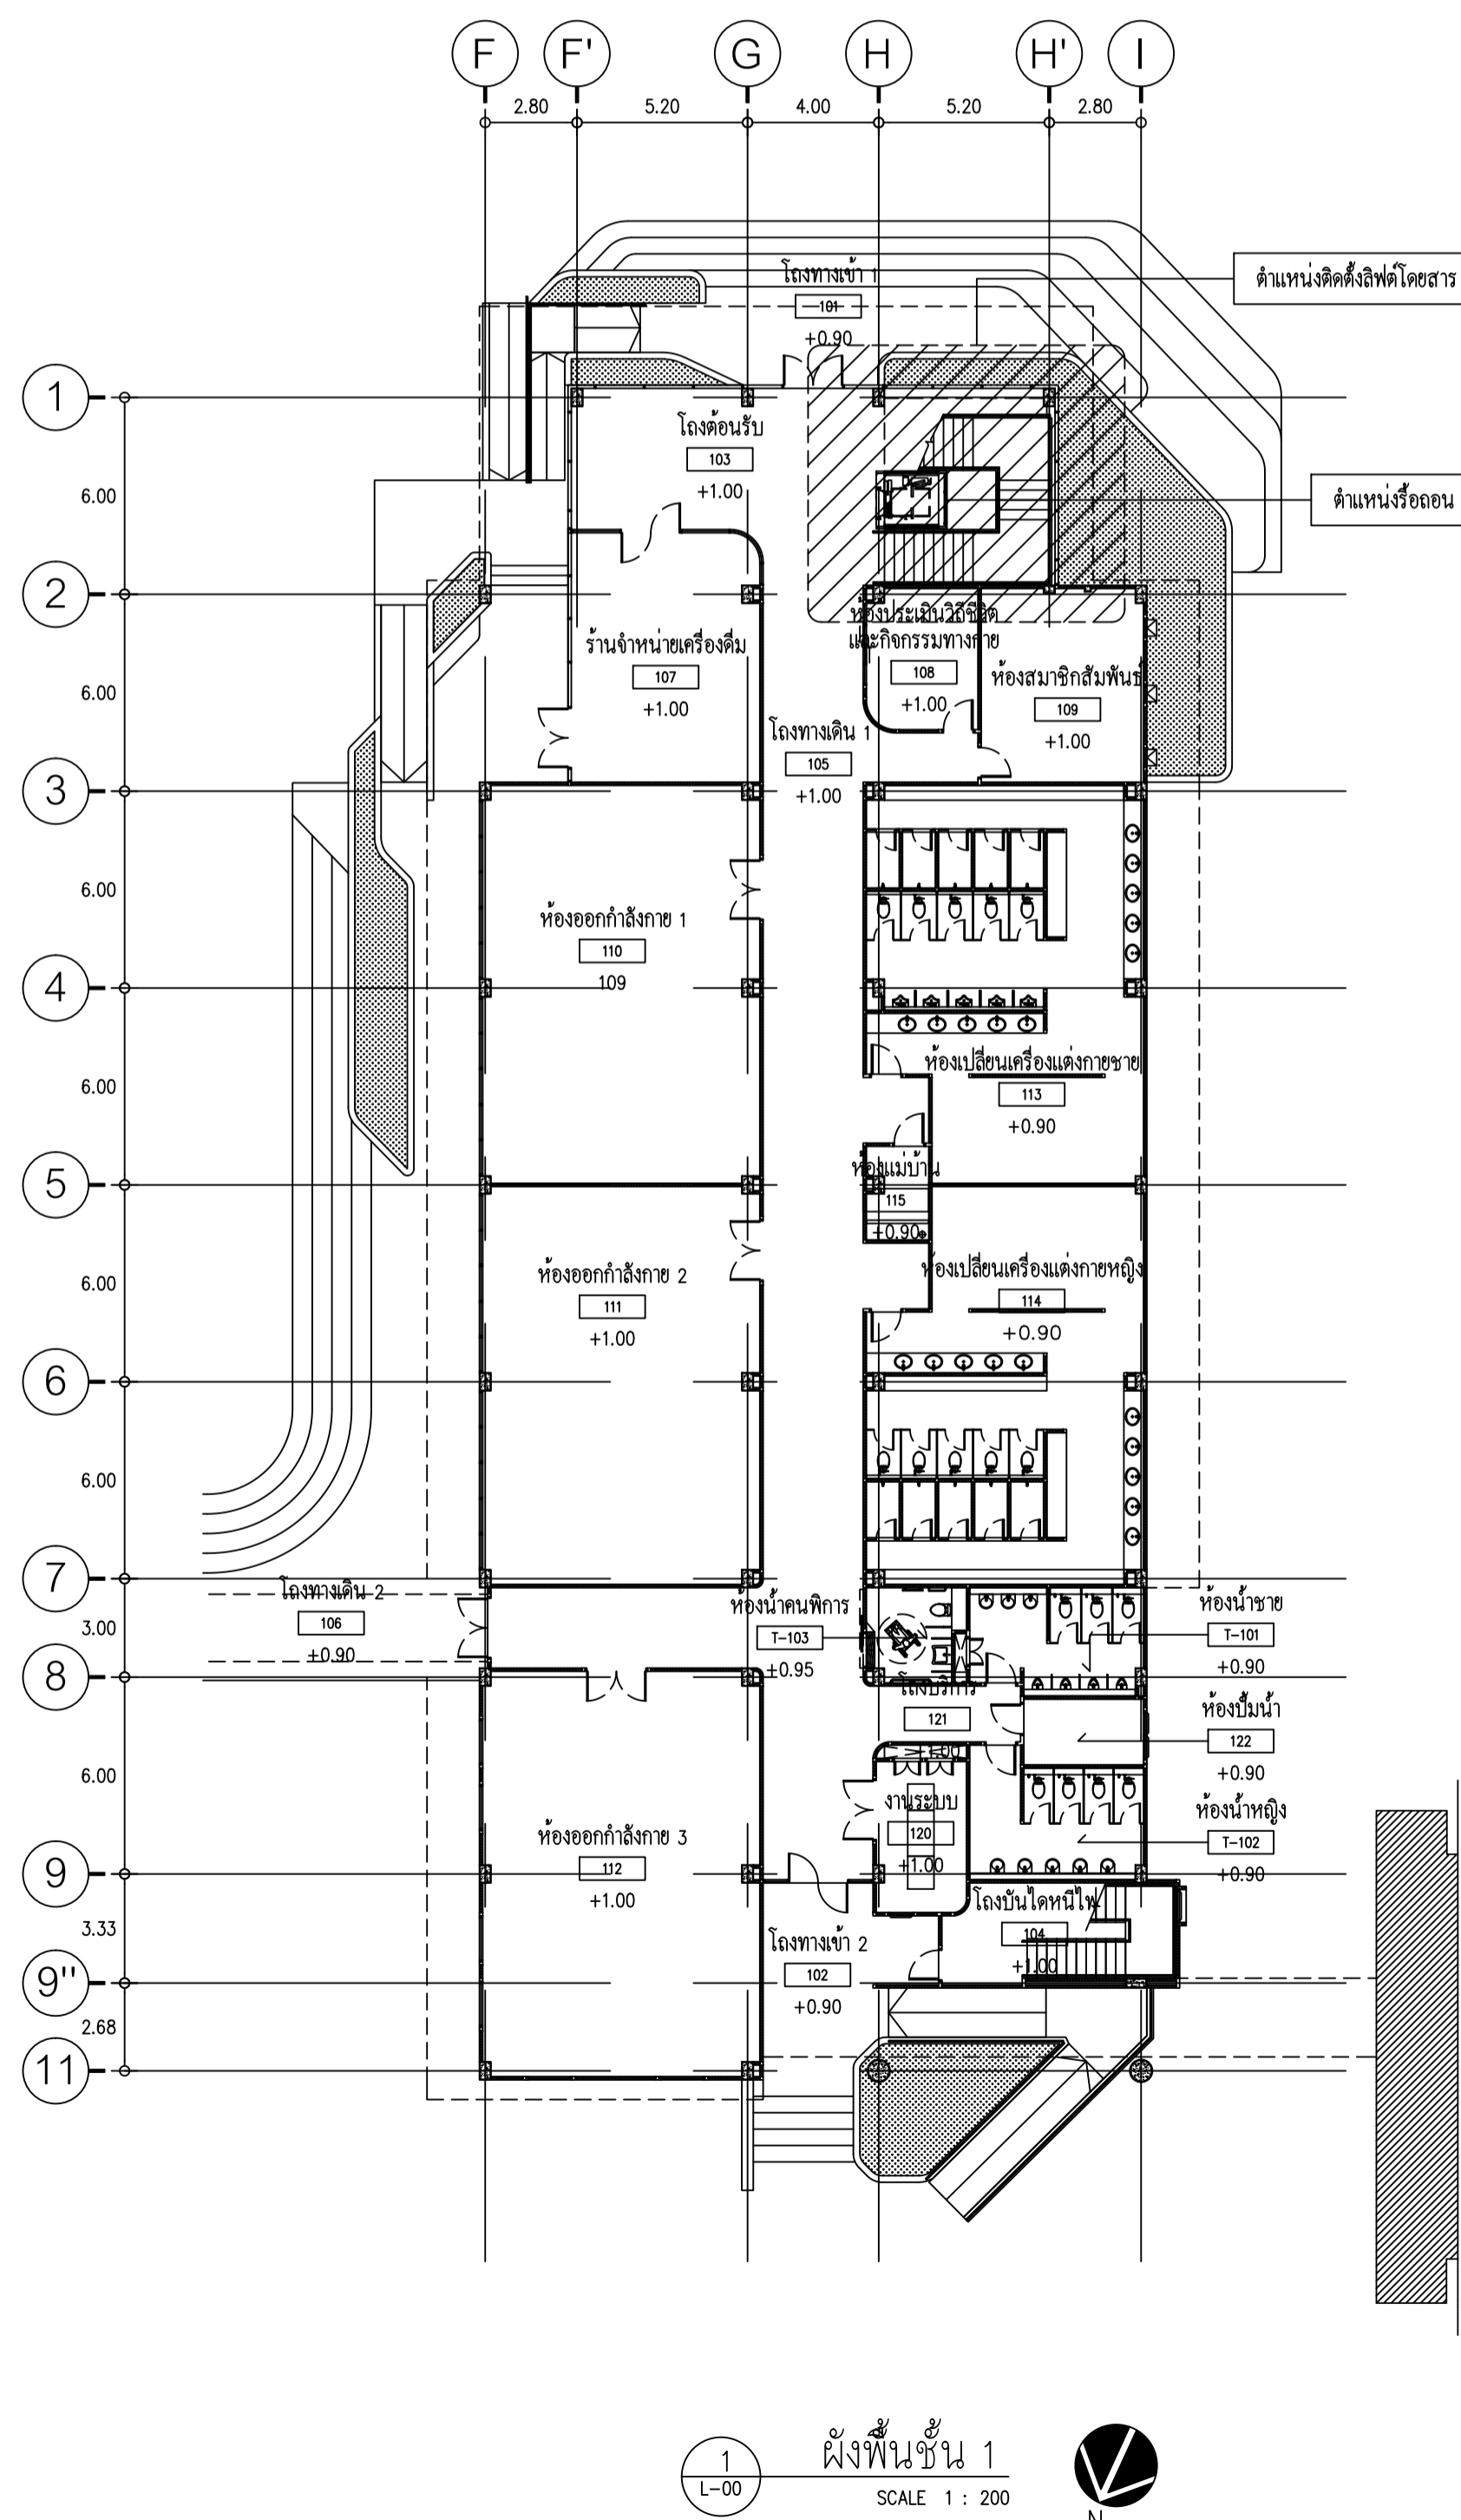 F F' G H H' I
2.80 5.20 4.00 5.20 2.80
ตำแหน่งติดตั้งลิฟต์โดยสาร
โถงทางเข้า 1
101
+0.90
1
โถงต้อนรับ
103
+1.00
6.00
ตำแหน่งรื้อถอน
2
ห้องประเมินวิถีชีวิต
และกิจกรรมทางกาย
108
+1.00
ร้านจำหน่ายเครื่องดื่ม
107
+1.00
6.00
ห้องสมาชิกสัมพันธ์
109
+1.00
โถงทางเดิน 1
105
+1.00
3
6.00
ห้องออกกำลังกาย 1
110
109
4
6.00
ห้องเปลี่ยนเครื่องแต่งกายชาย
113
+0.90
5
ห้องแม่บ้าน
115
+0.90
6.00
ห้องออกกำลังกาย 2
111
+1.00
ห้องเปลี่ยนเครื่องแต่งกายหญิง
114
+0.90
6
6.00
7
โถงทางเดิน 2
106
+0.90
3.00
ห้องน้ำคนพิการ
T-103
+0.95
ห้องน้ำชาย
T-101
+0.90
8
โถงบริการ
121
+1.00
ห้องปั๊มน้ำ
122
+0.90
6.00
ห้องออกกำลังกาย 3
112
+1.00
งานระบบ
120
+1.00
ห้องน้ำหญิง
T-102
+0.90
9
3.33
โถงบันไดหนีไฟ
104
+1.00
โถงทางเข้า 2
102
+0.90
9"
2.68
11
1
L-00
ผังพื้นชั้น 1
SCALE 1 : 200
N